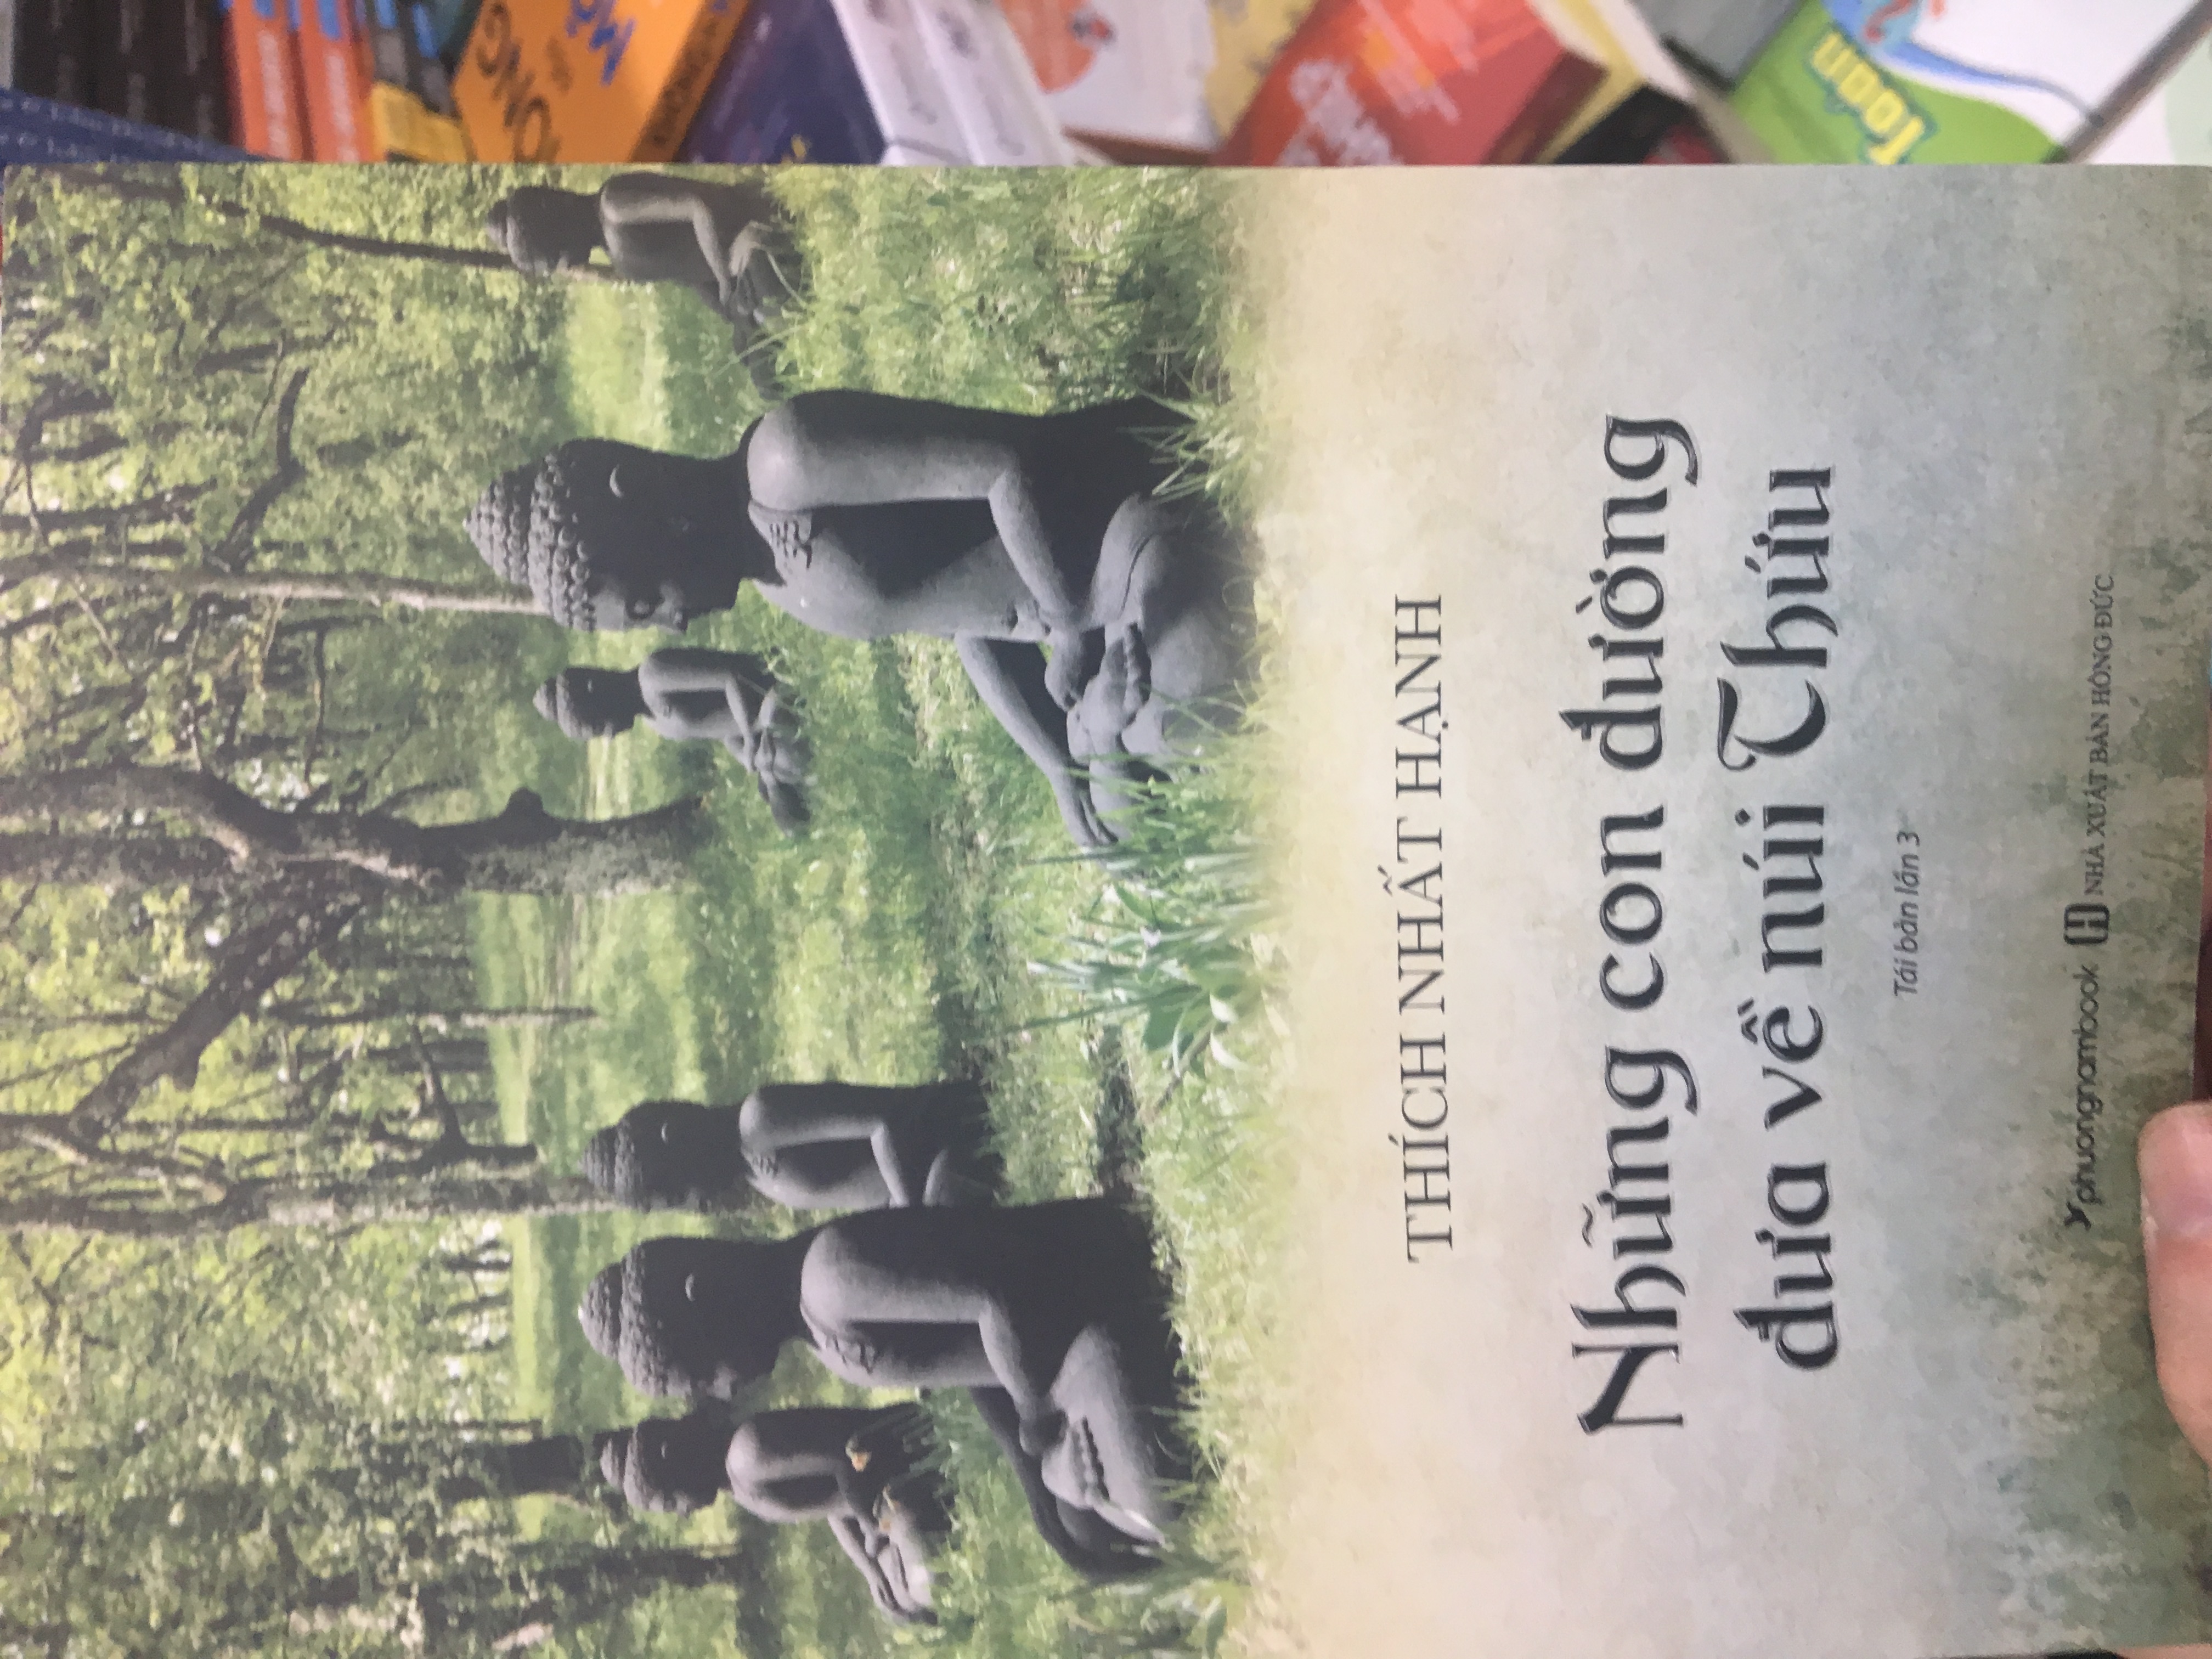 THÍCH NHẤT HẠNH
Những con đường
đưa về núi Thứu
Tái bản lần 3
phuongnambook
NHÀ XUẤT BẢN HỒNG ĐỨC
Toán